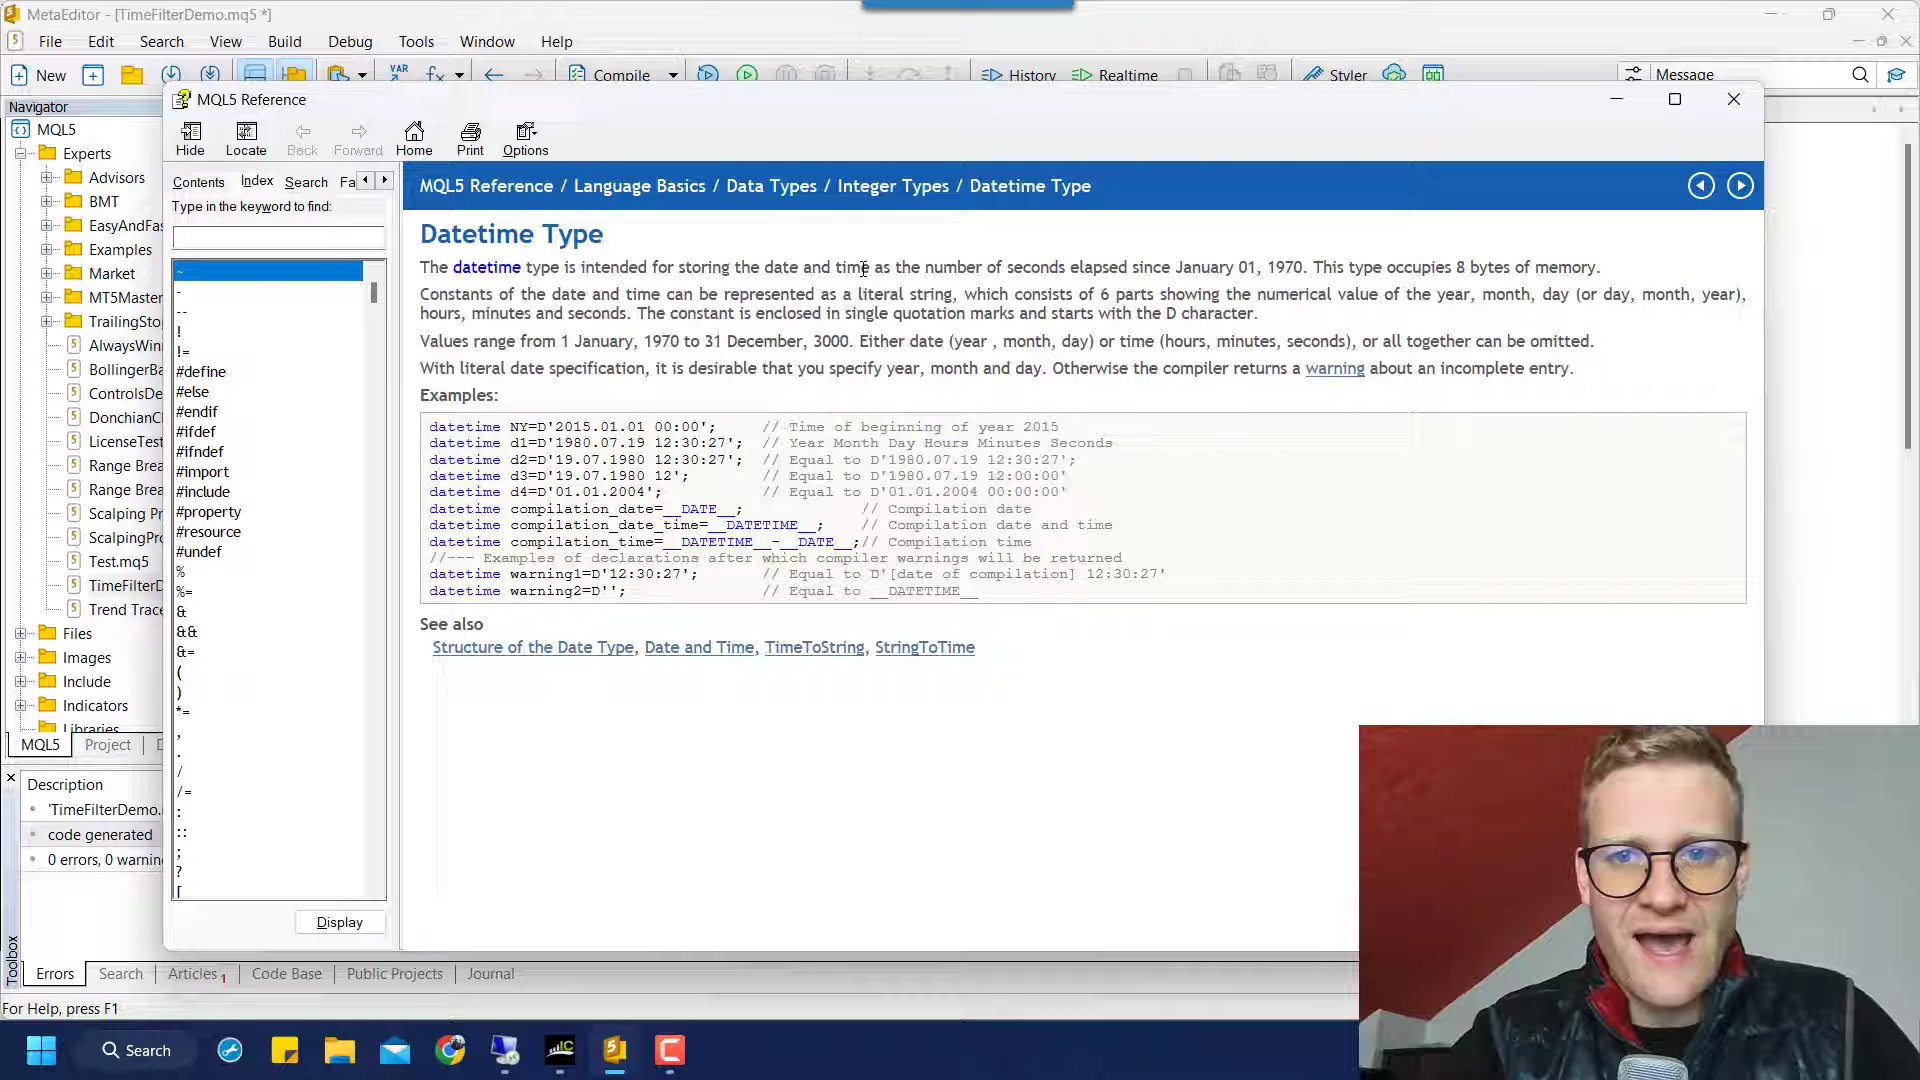 MetaEditor - [TimeFilterDemo.mq5 *]
File Edit Search View Build Debug Tools Window Help
New Compile History Realtime Styler Message
Navigator
MQL5
Experts
Advisors
BMT
EasyAndFas
Examples
Market
MT5Master
TrailingSto
AlwaysWin
BollingerBa
ControlsDe
DonchianCh
LicenseTest
Range Brea
Range Brea
Scalping Pr
ScalpingPro
Test.mq5
TimeFilterD
Trend Trace
Files
Images
Include
Indicators
Libraries
MQL5 Project D
MQL5 Reference
Hide Locate Back Forward Home Print Options
Contents Index Search Fa
Type in the keyword to find:
~
-
--
!
!=
#define
#else
#endif
#ifdef
#ifndef
#import
#include
#property
#resource
#undef
%
%=
&
&&
&=
(
)
*=
,
.
/
/=
:
::
;
?
[
Display
MQL5 Reference / Language Basics / Data Types / Integer Types / Datetime Type
Datetime Type
The datetime type is intended for storing the date and time as the number of seconds elapsed since January 01, 1970. This type occupies 8 bytes of memory.
Constants of the date and time can be represented as a literal string, which consists of 6 parts showing the numerical value of the year, month, day (or day, month, year),
hours, minutes and seconds. The constant is enclosed in single quotation marks and starts with the D character.
Values range from 1 January, 1970 to 31 December, 3000. Either date (year , month, day) or time (hours, minutes, seconds), or all together can be omitted.
With literal date specification, it is desirable that you specify year, month and day. Otherwise the compiler returns a warning about an incomplete entry.
Examples:
datetime NY=D'2015.01.01 00:00'; // Time of beginning of year 2015
datetime d1=D'1980.07.19 12:30:27'; // Year Month Day Hours Minutes Seconds
datetime d2=D'19.07.1980 12:30:27'; // Equal to D'1980.07.19 12:30:27';
datetime d3=D'19.07.1980 12'; // Equal to D'1980.07.19 12:00:00'
datetime d4=D'01.01.2004'; // Equal to D'01.01.2004 00:00:00'
datetime compilation_date=__DATE__; // Compilation date
datetime compilation_date_time=__DATETIME__; // Compilation date and time
datetime compilation_time=__DATETIME__-__DATE__;// Compilation time
//--- Examples of declarations after which compiler warnings will be returned
datetime warning1=D'12:30:27'; // Equal to D'[date of compilation] 12:30:27'
datetime warning2=D''; // Equal to __DATETIME__
See also
Structure of the Date Type, Date and Time, TimeToString, StringToTime
Toolbox
Description
'TimeFilterDemo.
code generated
0 errors, 0 warnin
Errors Search Articles 1 Code Base Public Projects Journal
For Help, press F1
Search